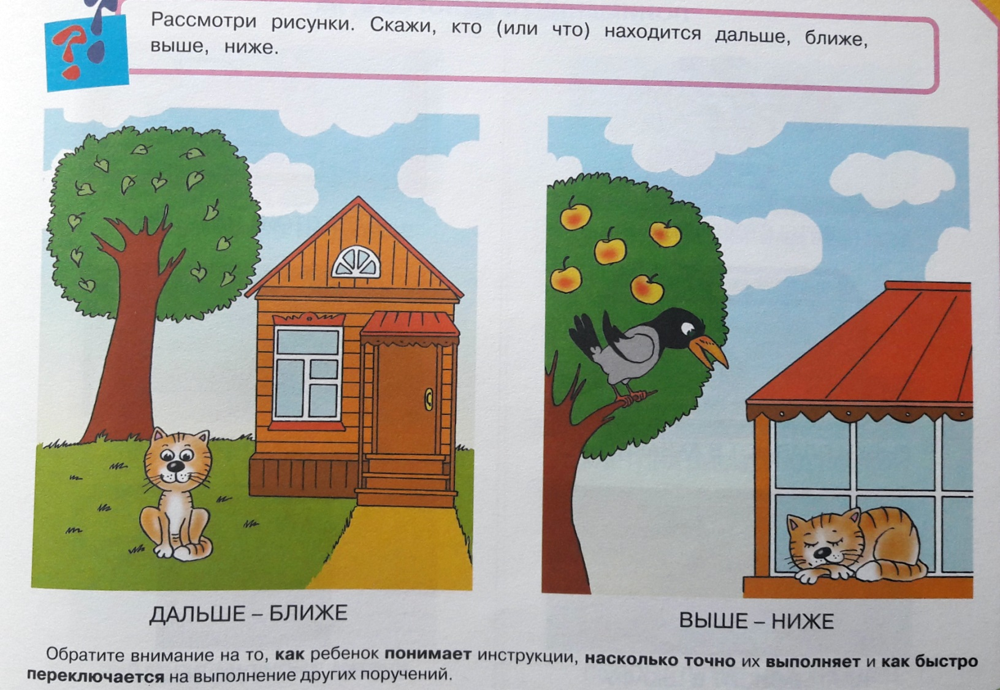 Рассмотри рисунки. Скажи, кто (или что) находится дальше, ближе,
выше, ниже.
ДАЛЬШЕ – БЛИЖЕ
ВЫШЕ – НИЖЕ
Обратите внимание на то, как ребенок понимает инструкции, насколько точно их выполняет и как быстро
переключается на выполнение других поручений.